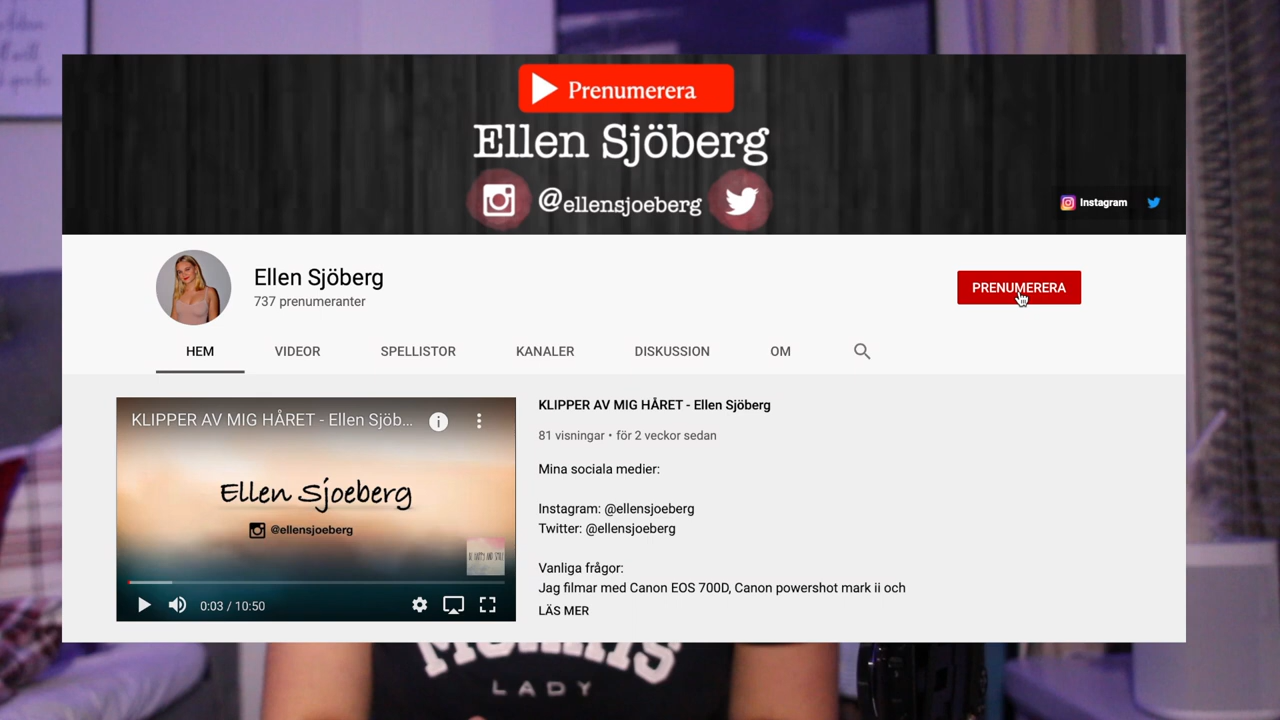 Prenumerera
Ellen Sjöberg
@ellensjoeberg
Instagram
Ellen Sjöberg
737 prenumeranter
PRENUMERERA
HEM VIDEOR SPELLISTOR KANALER DISKUSSION OM
KLIPPER AV MIG HÅRET - Ellen Sjöb...
Ellen Sjoeberg
@ellensjoeberg
0:03 / 10:50
KLIPPER AV MIG HÅRET - Ellen Sjöberg
81 visningar • för 2 veckor sedan
Mina sociala medier:
Instagram: @ellensjoeberg
Twitter: @ellensjoeberg
Vanliga frågor:
Jag filmar med Canon EOS 700D, Canon powershot mark ii och
LÄS MER
LADY